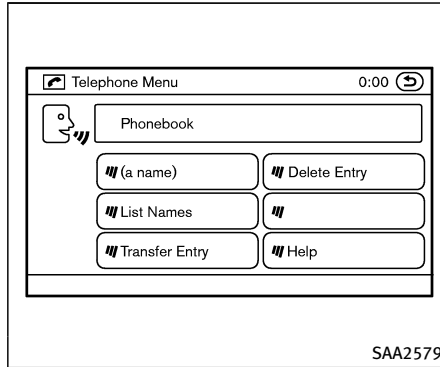 Telephone Menu 0:00
Phonebook
(a name) Delete Entry
List Names
Transfer Entry Help
SAA2579